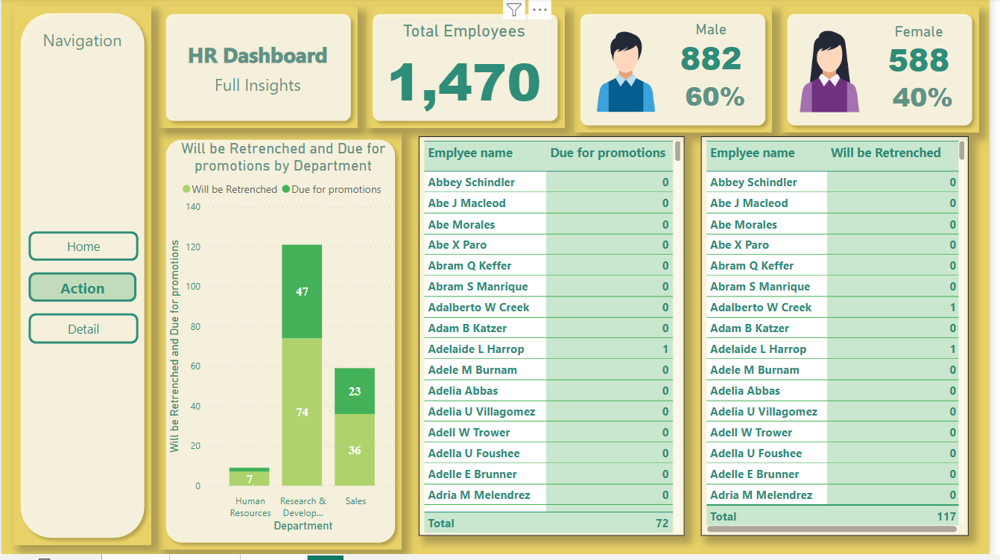 Navigation
Home
Action
Detail
HR Dashboard
Full Insights
Total Employees
1,470
Male
882
60%
Female
588
40%
Will be Retrenched and Due for
promotions by Department
Will be Retrenched Due for promotions
Will be Retrenched and Due for promotions
140
120
100
80
60
40
20
0
7
47
74
23
36
Human
Resources
Research &
Develop...
Sales
Department
Emplyee name Due for promotions
Abbey Schindler 0
Abe J Macleod 0
Abe Morales 0
Abe X Paro 0
Abram Q Keffer 0
Abram S Manrique 0
Adalberto W Creek 0
Adam B Katzer 0
Adelaide L Harrop 1
Adele M Burnam 0
Adelia Abbas 0
Adelia U Villagomez 0
Adell W Trower 0
Adella U Foushee 0
Adelle E Brunner 0
Adria M Melendrez 0
Total 72
Emplyee name Will be Retrenched
Abbey Schindler 0
Abe J Macleod 0
Abe Morales 0
Abe X Paro 0
Abram Q Keffer 0
Abram S Manrique 0
Adalberto W Creek 1
Adam B Katzer 0
Adelaide L Harrop 1
Adele M Burnam 0
Adelia Abbas 0
Adelia U Villagomez 0
Adell W Trower 0
Adella U Foushee 0
Adelle E Brunner 0
Adria M Melendrez 0
Total 117